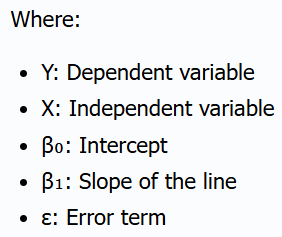 Where:
• Y: Dependent variable
• X: Independent variable
• β₀: Intercept
• β₁: Slope of the line
• ε: Error term